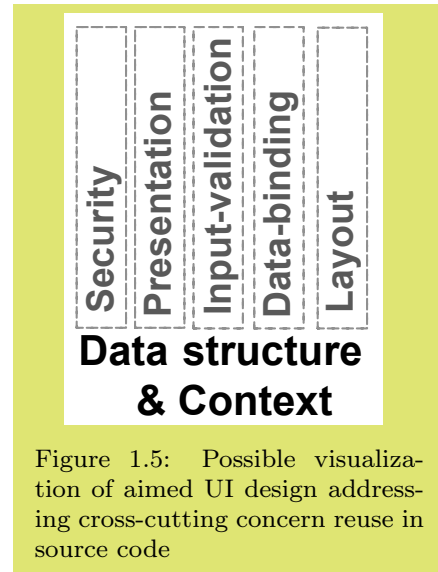 Security
Presentation
Input-validation
Data-binding
Layout
Data structure
& Context
Figure 1.5: Possible visualiza-
tion of aimed UI design address-
ing cross-cutting concern reuse in
source code